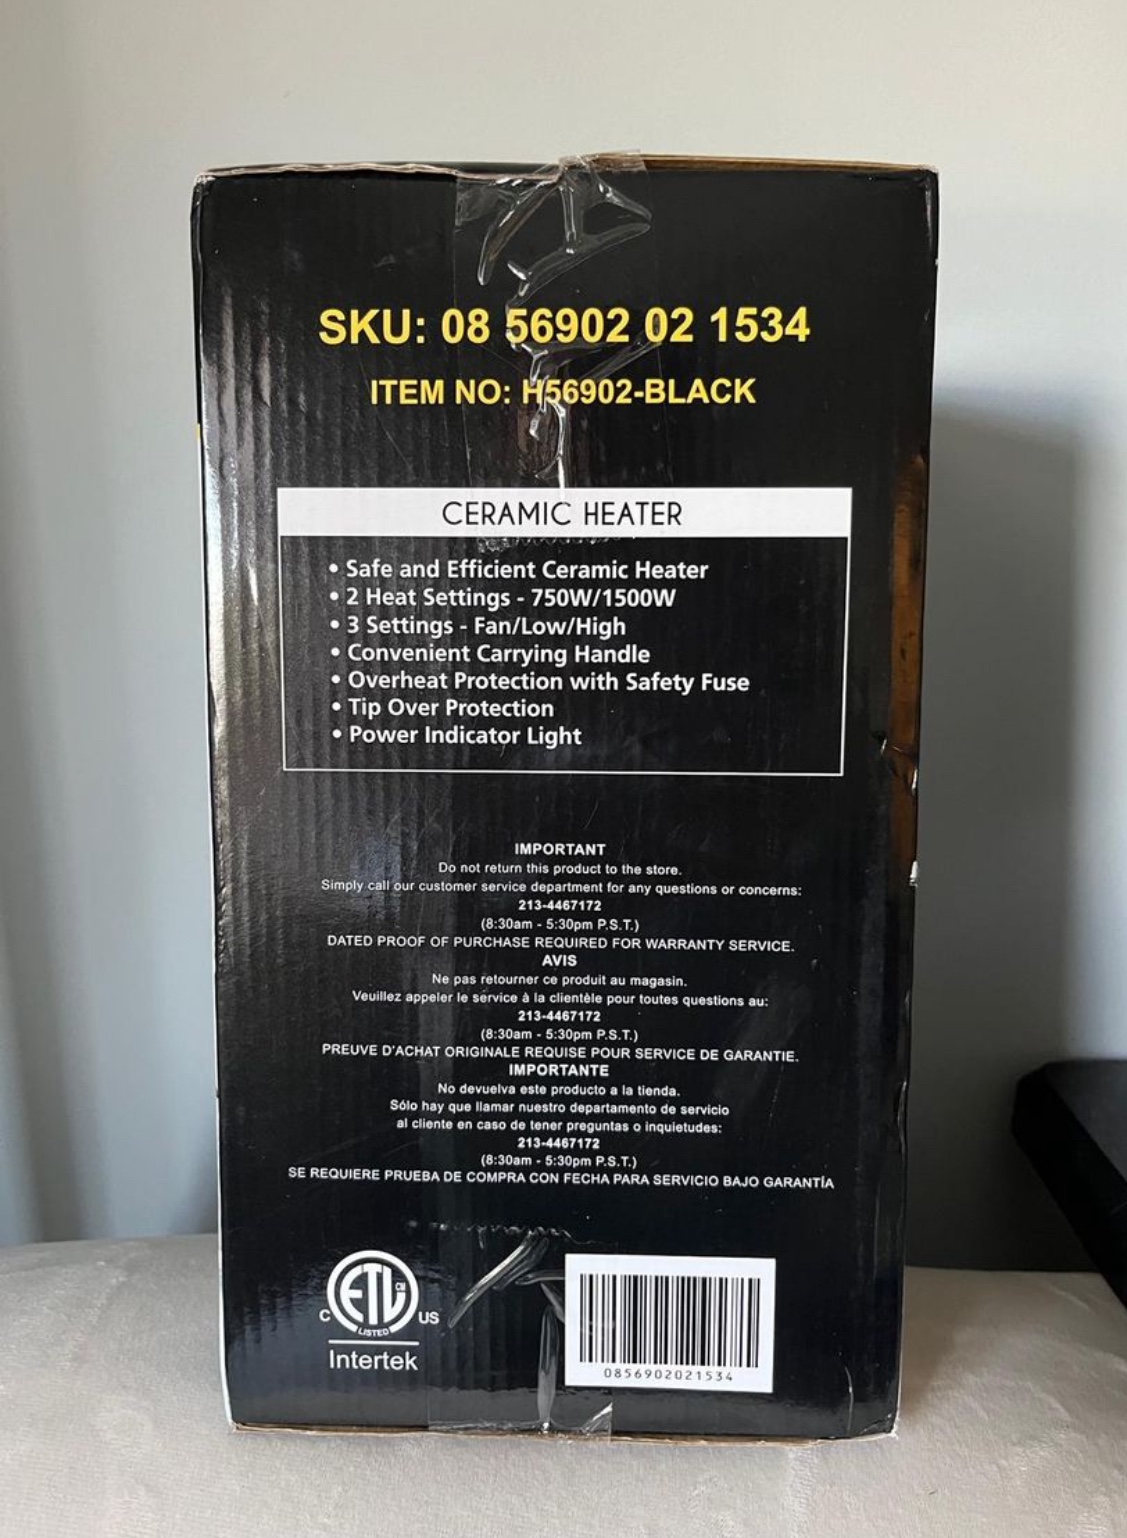 SKU: 08 56902 02 1534
ITEM NO: H56902-BLACK
CERAMIC HEATER
• Safe and Efficient Ceramic Heater
• 2 Heat Settings - 750W/1500W
• 3 Settings - Fan/Low/High
• Convenient Carrying Handle
• Overheat Protection with Safety Fuse
• Tip Over Protection
• Power Indicator Light
IMPORTANT
Do not return this product to the store.
Simply call our customer service department for any questions or concerns:
213-4467172
(8:30am - 5:30pm P.S.T.)
DATED PROOF OF PURCHASE REQUIRED FOR WARRANTY SERVICE.
AVIS
Ne pas retourner ce produit au magasin.
Veuillez appeler le service à la clientèle pour toutes questions au:
213-4467172
(8:30am - 5:30pm P.S.T.)
PREUVE D'ACHAT ORIGINALE REQUISE POUR SERVICE DE GARANTIE.
IMPORTANTE
No devuelva este producto a la tienda.
Sólo hay que llamar nuestro departamento de servicio
al cliente en caso de tener preguntas o inquietudes:
213-4467172
(8:30am - 5:30pm P.S.T.)
SE REQUIERE PRUEBA DE COMPRA CON FECHA PARA SERVICIO BAJO GARANTÍA
C ETL CM US
LISTED
Intertek
0856902021534